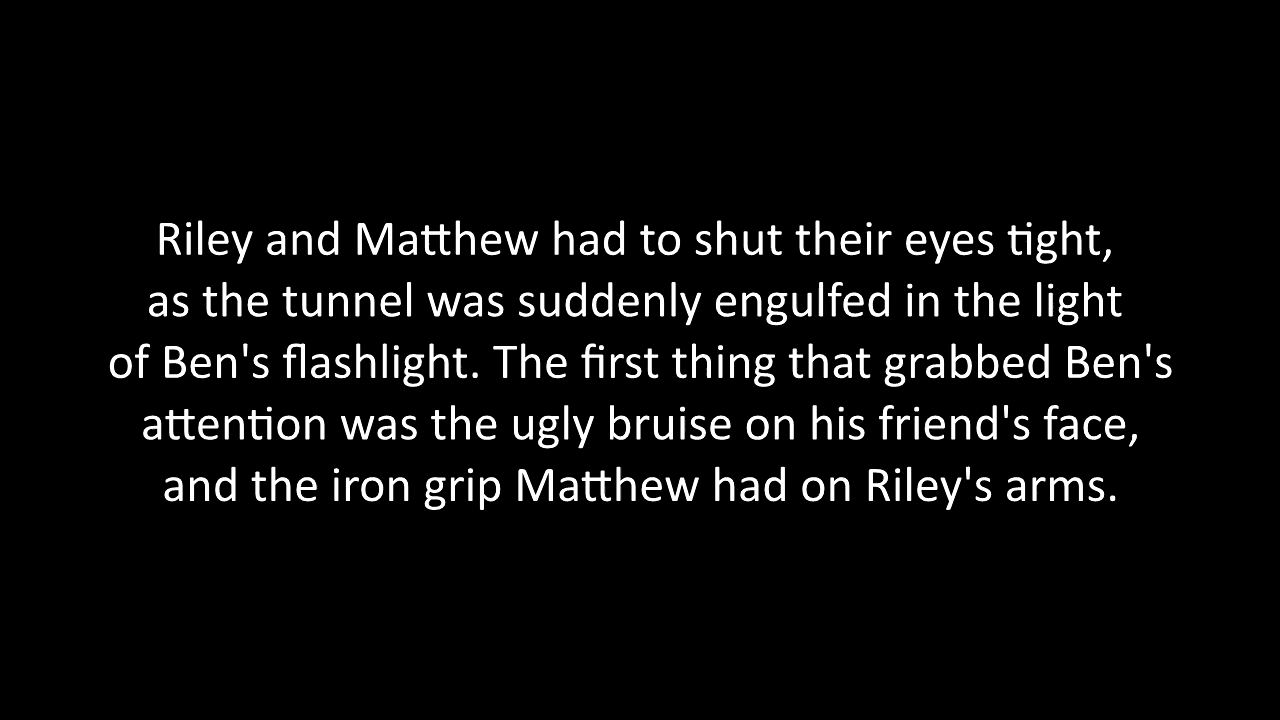 Riley and Matthew had to shut their eyes tight,
as the tunnel was suddenly engulfed in the light
of Ben's flashlight. The first thing that grabbed Ben's
attention was the ugly bruise on his friend's face,
and the iron grip Matthew had on Riley's arms.